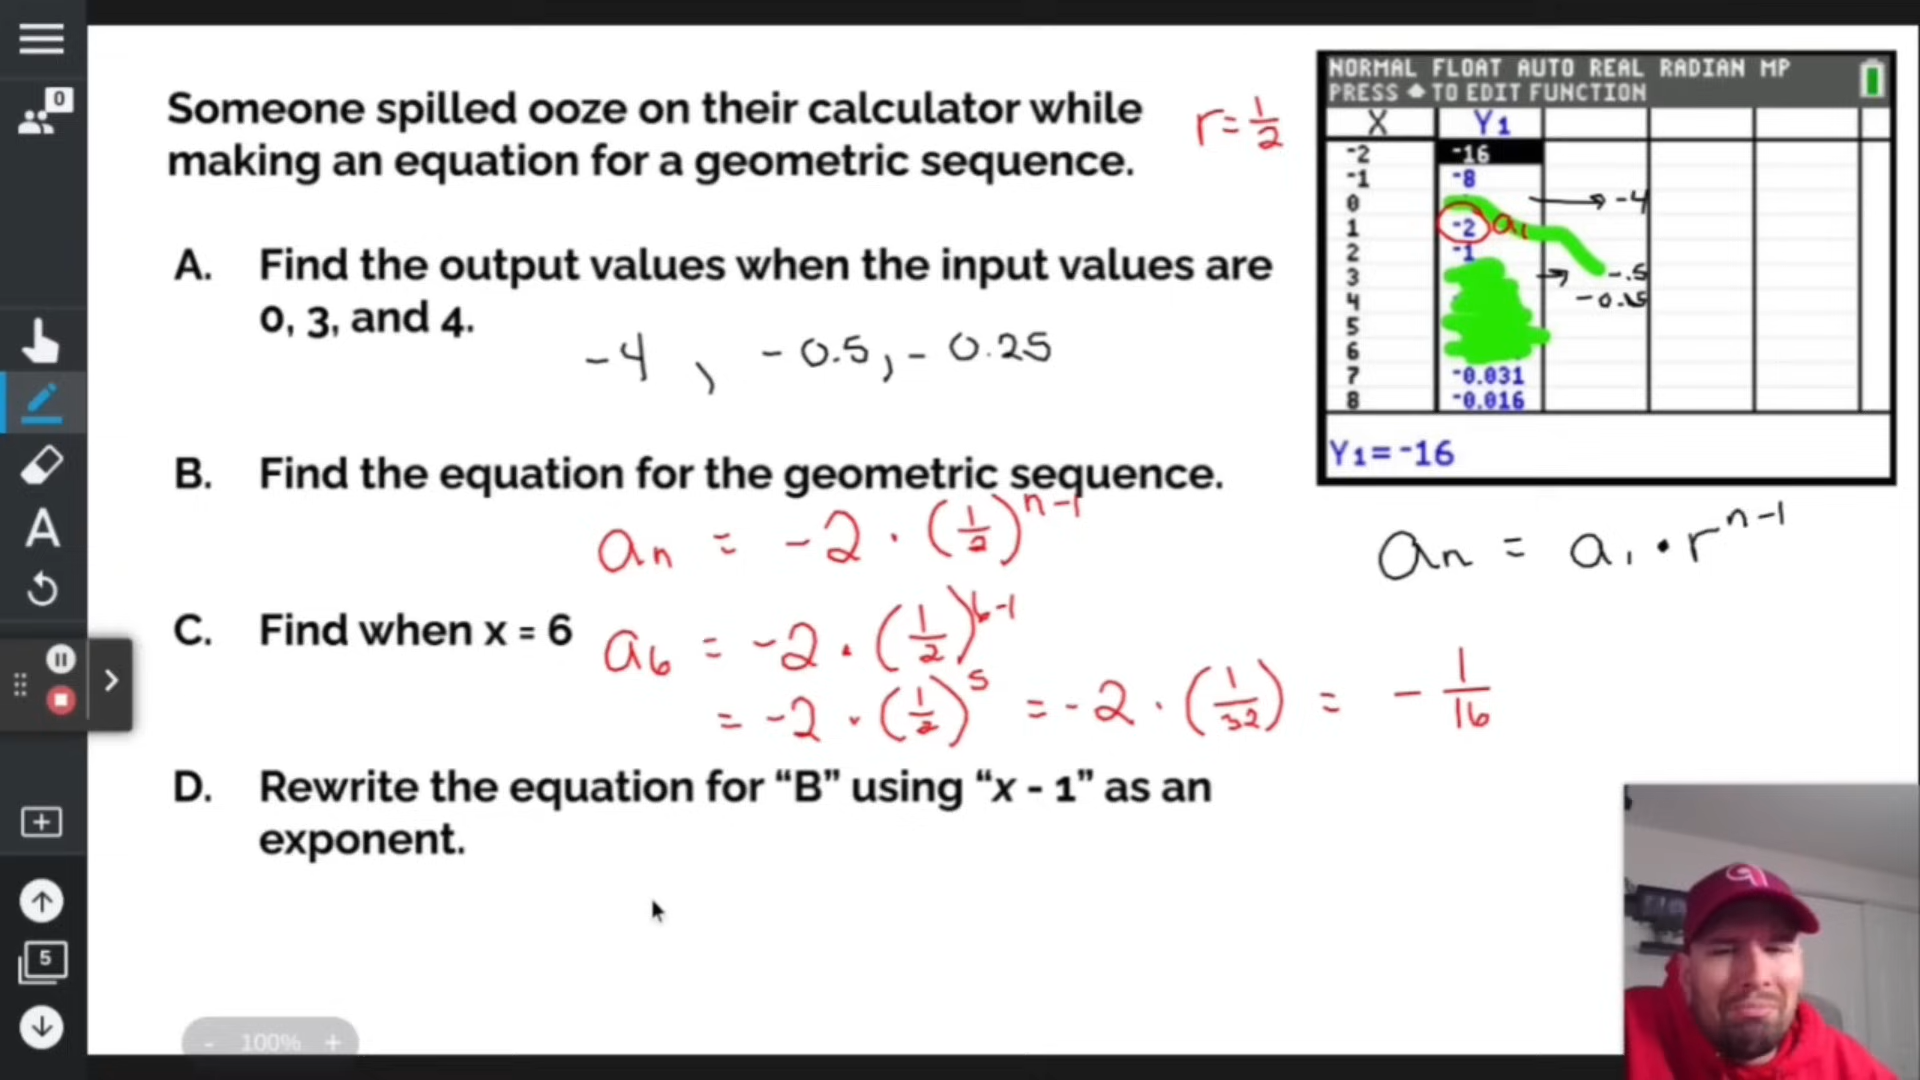 0
Someone spilled ooze on their calculator while
making an equation for a geometric sequence.
r = 1/2
A. Find the output values when the input values are
0, 3, and 4.
-4 , -0.5, -0.25
B. Find the equation for the geometric sequence.
an = -2 · (1/2)^n-1
C. Find when x = 6
a6 = -2 · (1/2)^6-1
= -2 · (1/2)^5 = -2 · (1/32) = - 1/16
D. Rewrite the equation for “B” using “x - 1” as an
exponent.
NORMAL FLOAT AUTO REAL RADIAN MP
PRESS TO EDIT FUNCTION
X Y1
-2 -16
-1 -8
0 → -4
1 -2 a1
2 -1
3 → -.5
4 -0.25
5
6
7 -0.031
8 -0.016
Y1=-16
an = a1 · r^n-1
A
5
- 100% +